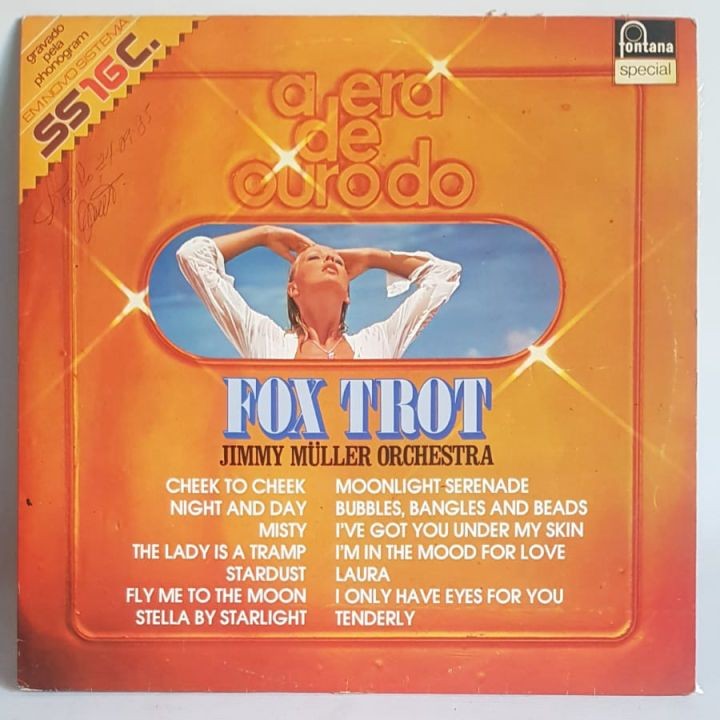 gravado
pela
phonogram
EM NOVO SISTEMA
SS16C.
fontana
special
a era
de
ouro do
FOX TROT
JIMMY MÜLLER ORCHESTRA
CHEEK TO CHEEK
NIGHT AND DAY
MISTY
THE LADY IS A TRAMP
STARDUST
FLY ME TO THE MOON
STELLA BY STARLIGHT
MOONLIGHT SERENADE
BUBBLES, BANGLES AND BEADS
I'VE GOT YOU UNDER MY SKIN
I'M IN THE MOOD FOR LOVE
LAURA
I ONLY HAVE EYES FOR YOU
TENDERLY